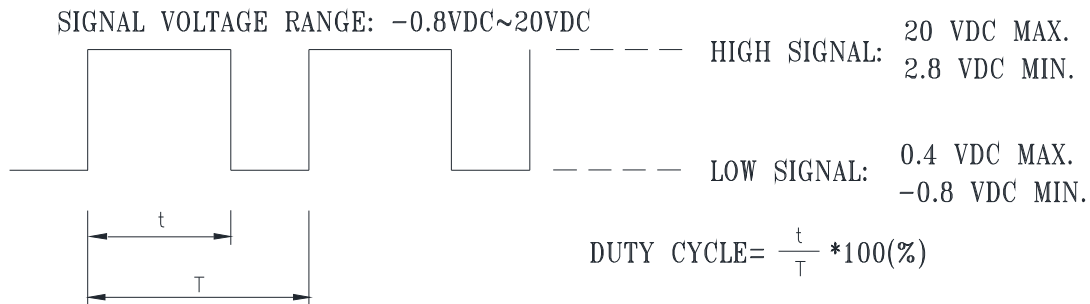 SIGNAL VOLTAGE RANGE: -0.8VDC~20VDC
HIGH SIGNAL: 20 VDC MAX.
2.8 VDC MIN.
LOW SIGNAL: 0.4 VDC MAX.
-0.8 VDC MIN.
t
T
DUTY CYCLE= t/T *100(%)